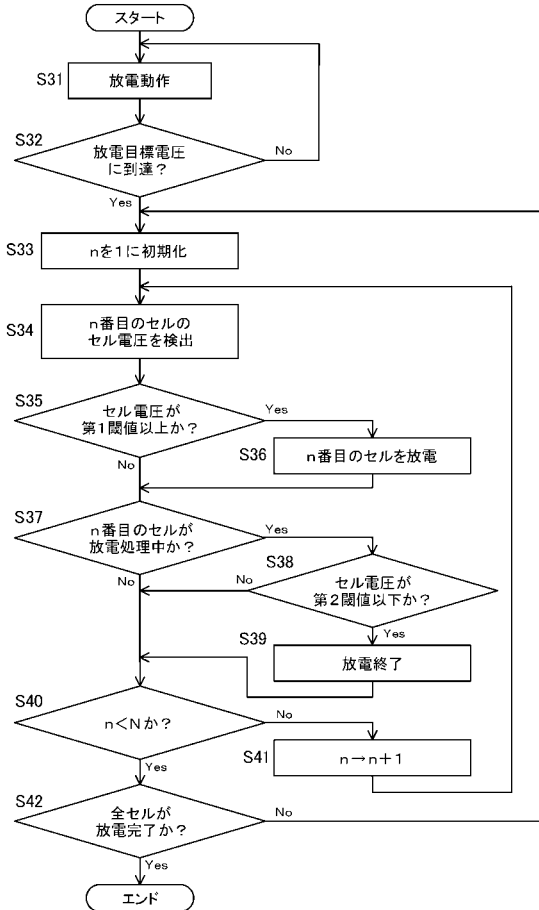 スタート
S31
放電動作
S32
放電目標電圧
に到達？
No
Yes
S33
nを1に初期化
S34
n番目のセルの
セル電圧を検出
S35
セル電圧が
第1閾値以上か？
Yes
No
S36
n番目のセルを放電
S37
n番目のセルが
放電処理中か？
Yes
No
S38
セル電圧が
第2閾値以下か？
No
Yes
S39
放電終了
S40
n＜Nか？
No
Yes
S41
n→n＋1
S42
全セルが
放電完了か？
No
Yes
エンド